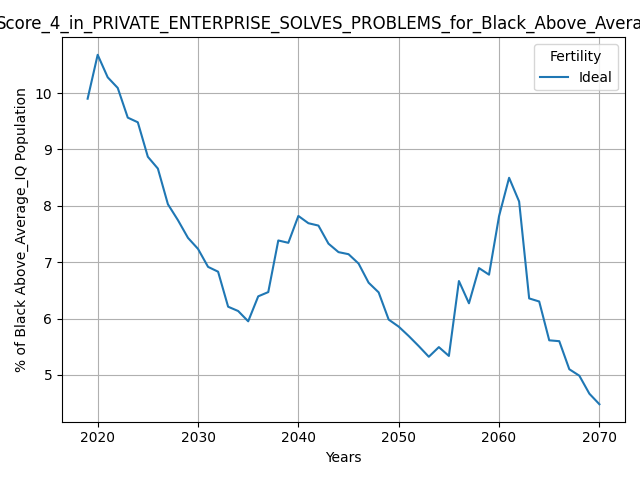 Score_4_in_PRIVATE_ENTERPRISE_SOLVES_PROBLEMS_for_Black_Above_Avera
Fertility
Ideal
% of Black Above_Average_IQ Population
10
9
8
7
6
5
2020 2030 2040 2050 2060 2070
Years